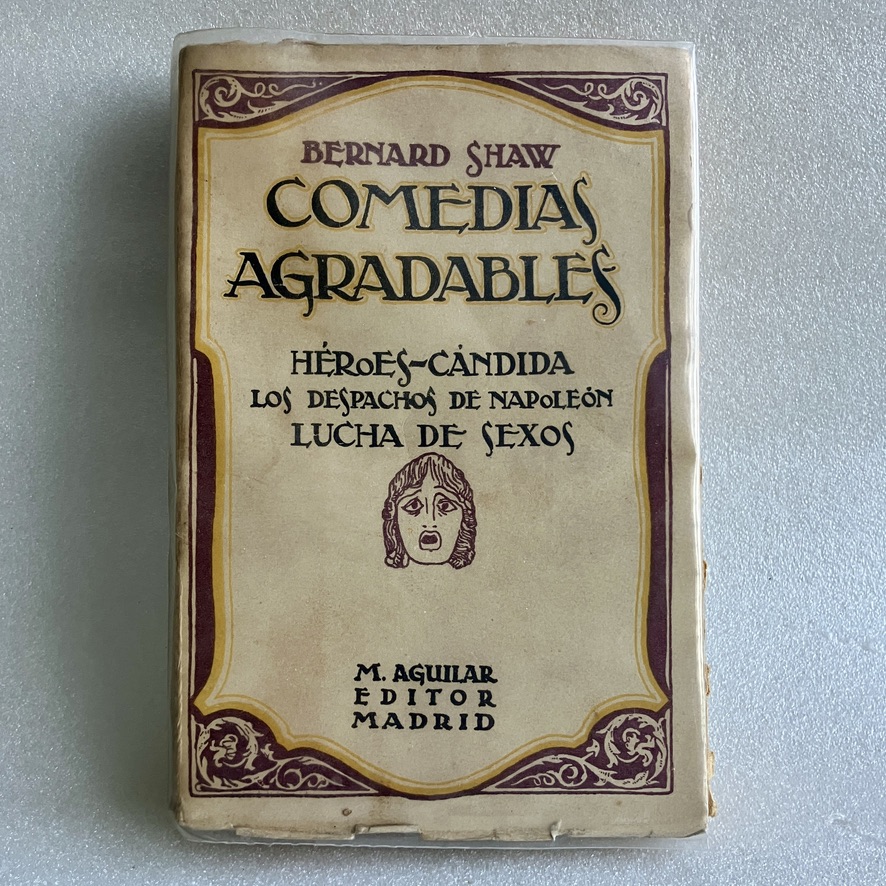 BERNARD SHAW
COMEDIAS
AGRADABLES
HÉROES-CÁNDIDA
LOS DESPACHOS DE NAPOLEÓN
LUCHA DE SEXOS
M. AGUILAR
EDITOR
MADRID